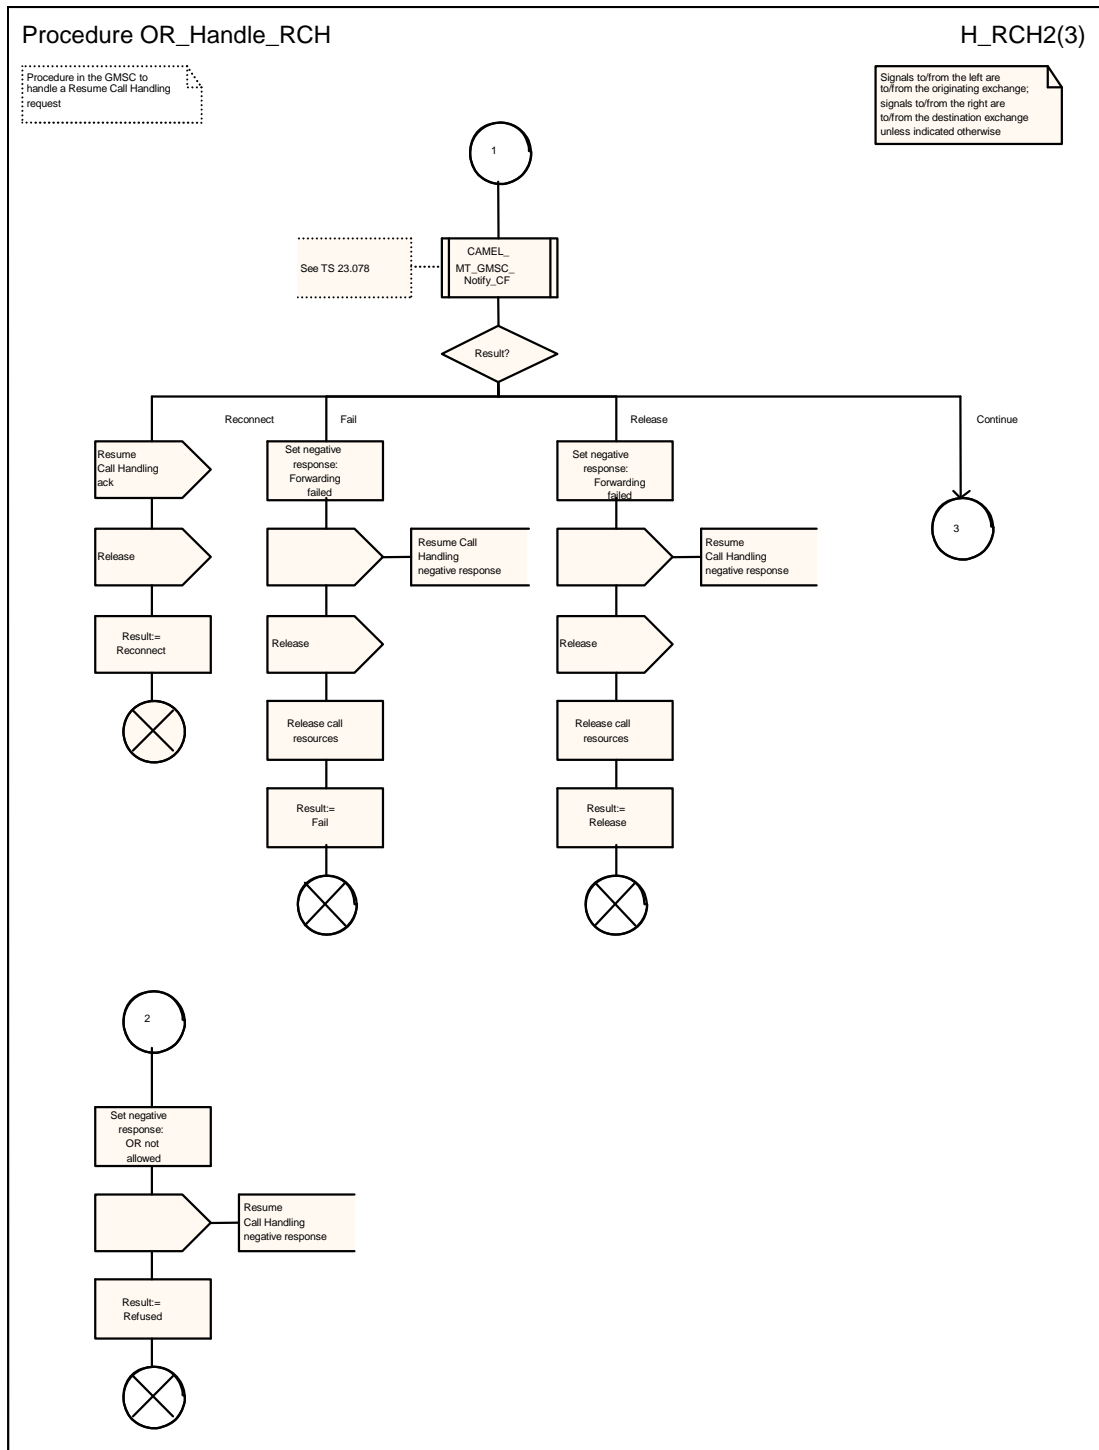 Procedure OR_Handle_RCH
H_RCH2(3)
Procedure in the GMSC to
handle a Resume Call Handling
request
Signals to/from the left are
to/from the originating exchange;
signals to/from the right are
to/from the destination exchange
unless indicated otherwise
1
See TS 23.078
CAMEL_
MT_GMSC_
Notify_CF
Result?
Reconnect
Fail
Release
Continue
Resume
Call Handling
ack
Release
Result:=
Reconnect
Set negative
response:
Forwarding
failed
Resume Call
Handling
negative response
Release
Release call
resources
Result:=
Fail
Set negative
response:
Forwarding
failed
Resume
Call Handling
negative response
Release
Release call
resources
Result:=
Release
3
2
Set negative
response:
OR not
allowed
Resume
Call Handling
negative response
Result:=
Refused